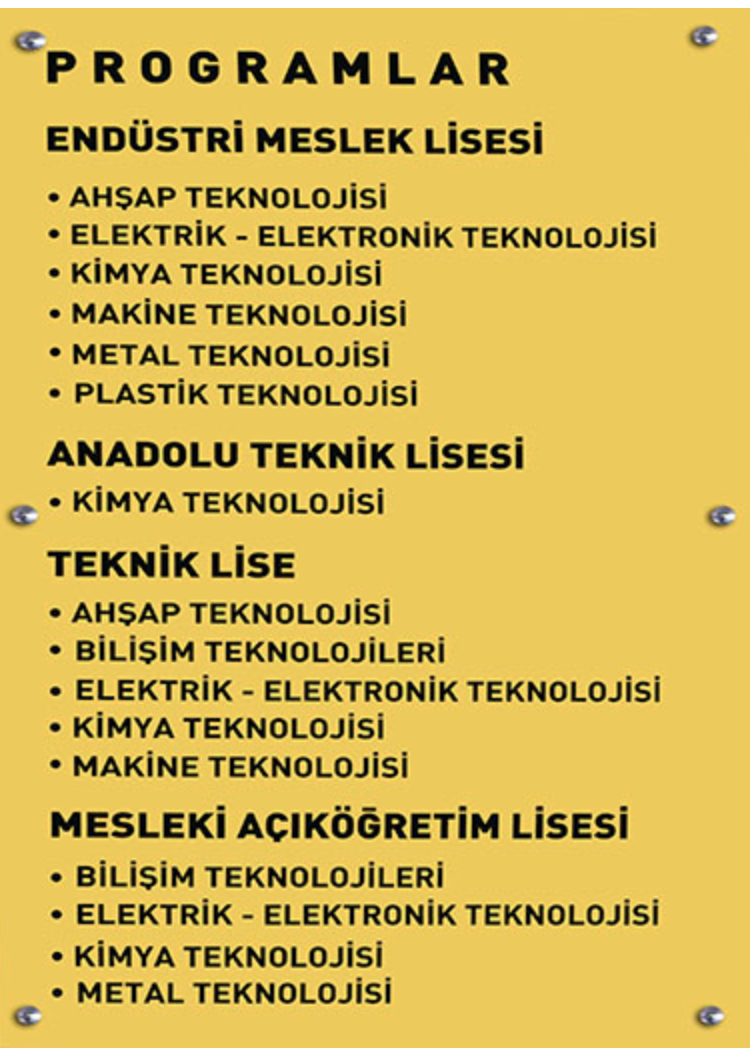 PROGRAMLAR
ENDÜSTRİ MESLEK LİSESİ
• AHŞAP TEKNOLOJİSİ
• ELEKTRİK - ELEKTRONİK TEKNOLOJİSİ
• KİMYA TEKNOLOJİSİ
• MAKİNE TEKNOLOJİSİ
• METAL TEKNOLOJİSİ
• PLASTİK TEKNOLOJİSİ
ANADOLU TEKNİK LİSESİ
• KİMYA TEKNOLOJİSİ
TEKNİK LİSE
• AHŞAP TEKNOLOJİSİ
• BİLİŞİM TEKNOLOJİLERİ
• ELEKTRİK - ELEKTRONİK TEKNOLOJİSİ
• KİMYA TEKNOLOJİSİ
• MAKİNE TEKNOLOJİSİ
MESLEKİ AÇIKÖĞRETİM LİSESİ
• BİLİŞİM TEKNOLOJİLERİ
• ELEKTRİK - ELEKTRONİK TEKNOLOJİSİ
• KİMYA TEKNOLOJİSİ
• METAL TEKNOLOJİSİ